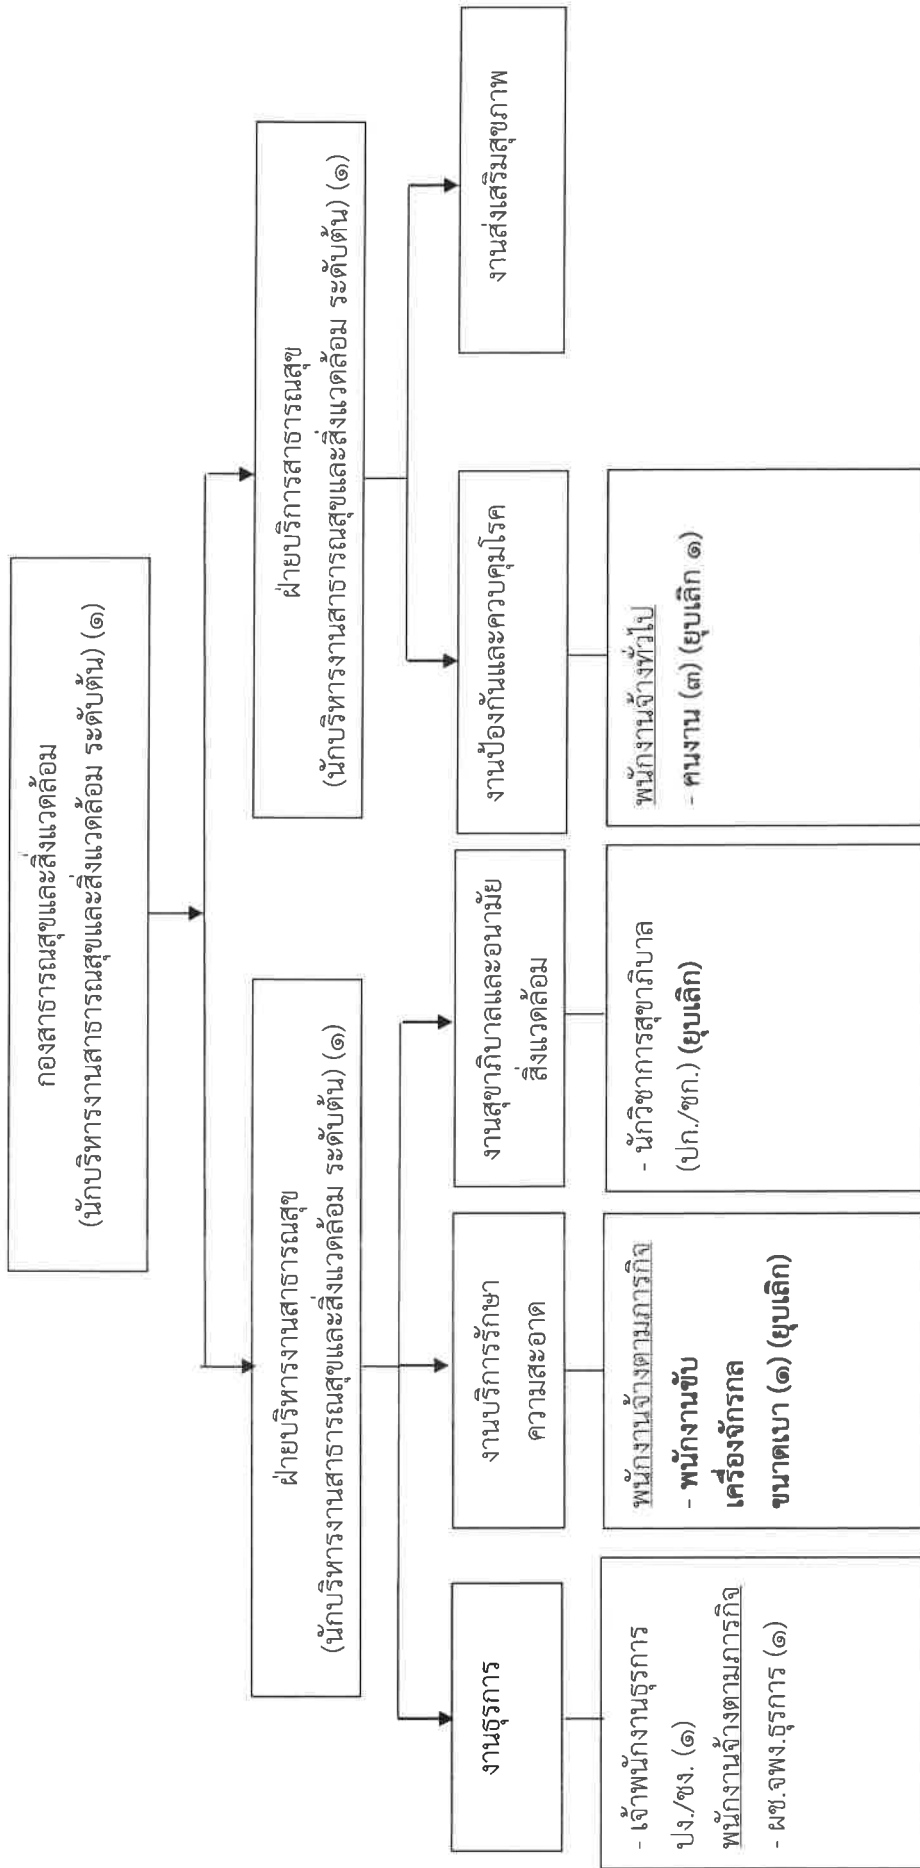 กองสาธารณสุขและสิ่งแวดล้อม
(นักบริหารงานสาธารณสุขและสิ่งแวดล้อม ระดับต้น) (๑)
ฝ่ายบริหารงานสาธารณสุข
(นักบริหารงานสาธารณสุขและสิ่งแวดล้อม ระดับต้น) (๑)
ฝ่ายบริการสาธารณสุข
(นักบริหารงานสาธารณสุขและสิ่งแวดล้อม ระดับต้น) (๑)
งานธุรการ
งานบริการรักษา
ความสะอาด
งานสุขาภิบาลและอนามัย
สิ่งแวดล้อม
งานป้องกันและควบคุมโรค
งานส่งเสริมสุขภาพ
- เจ้าพนักงานธุรการ
ปง./ชง. (๑)
พนักงานจ้างตามภารกิจ
- ผช.จพง.ธุรการ (๑)
พนักงานจ้างตามภารกิจ
- พนักงานขับ
เครื่องจักรกล
ขนาดเบา (๑) (ยุบเลิก)
- นักวิชาการสุขาภิบาล
(ปก./ชก.) (ยุบเลิก)
พนักงานจ้างทั่วไป
- คนงาน (๓) (ยุบเลิก ๑)